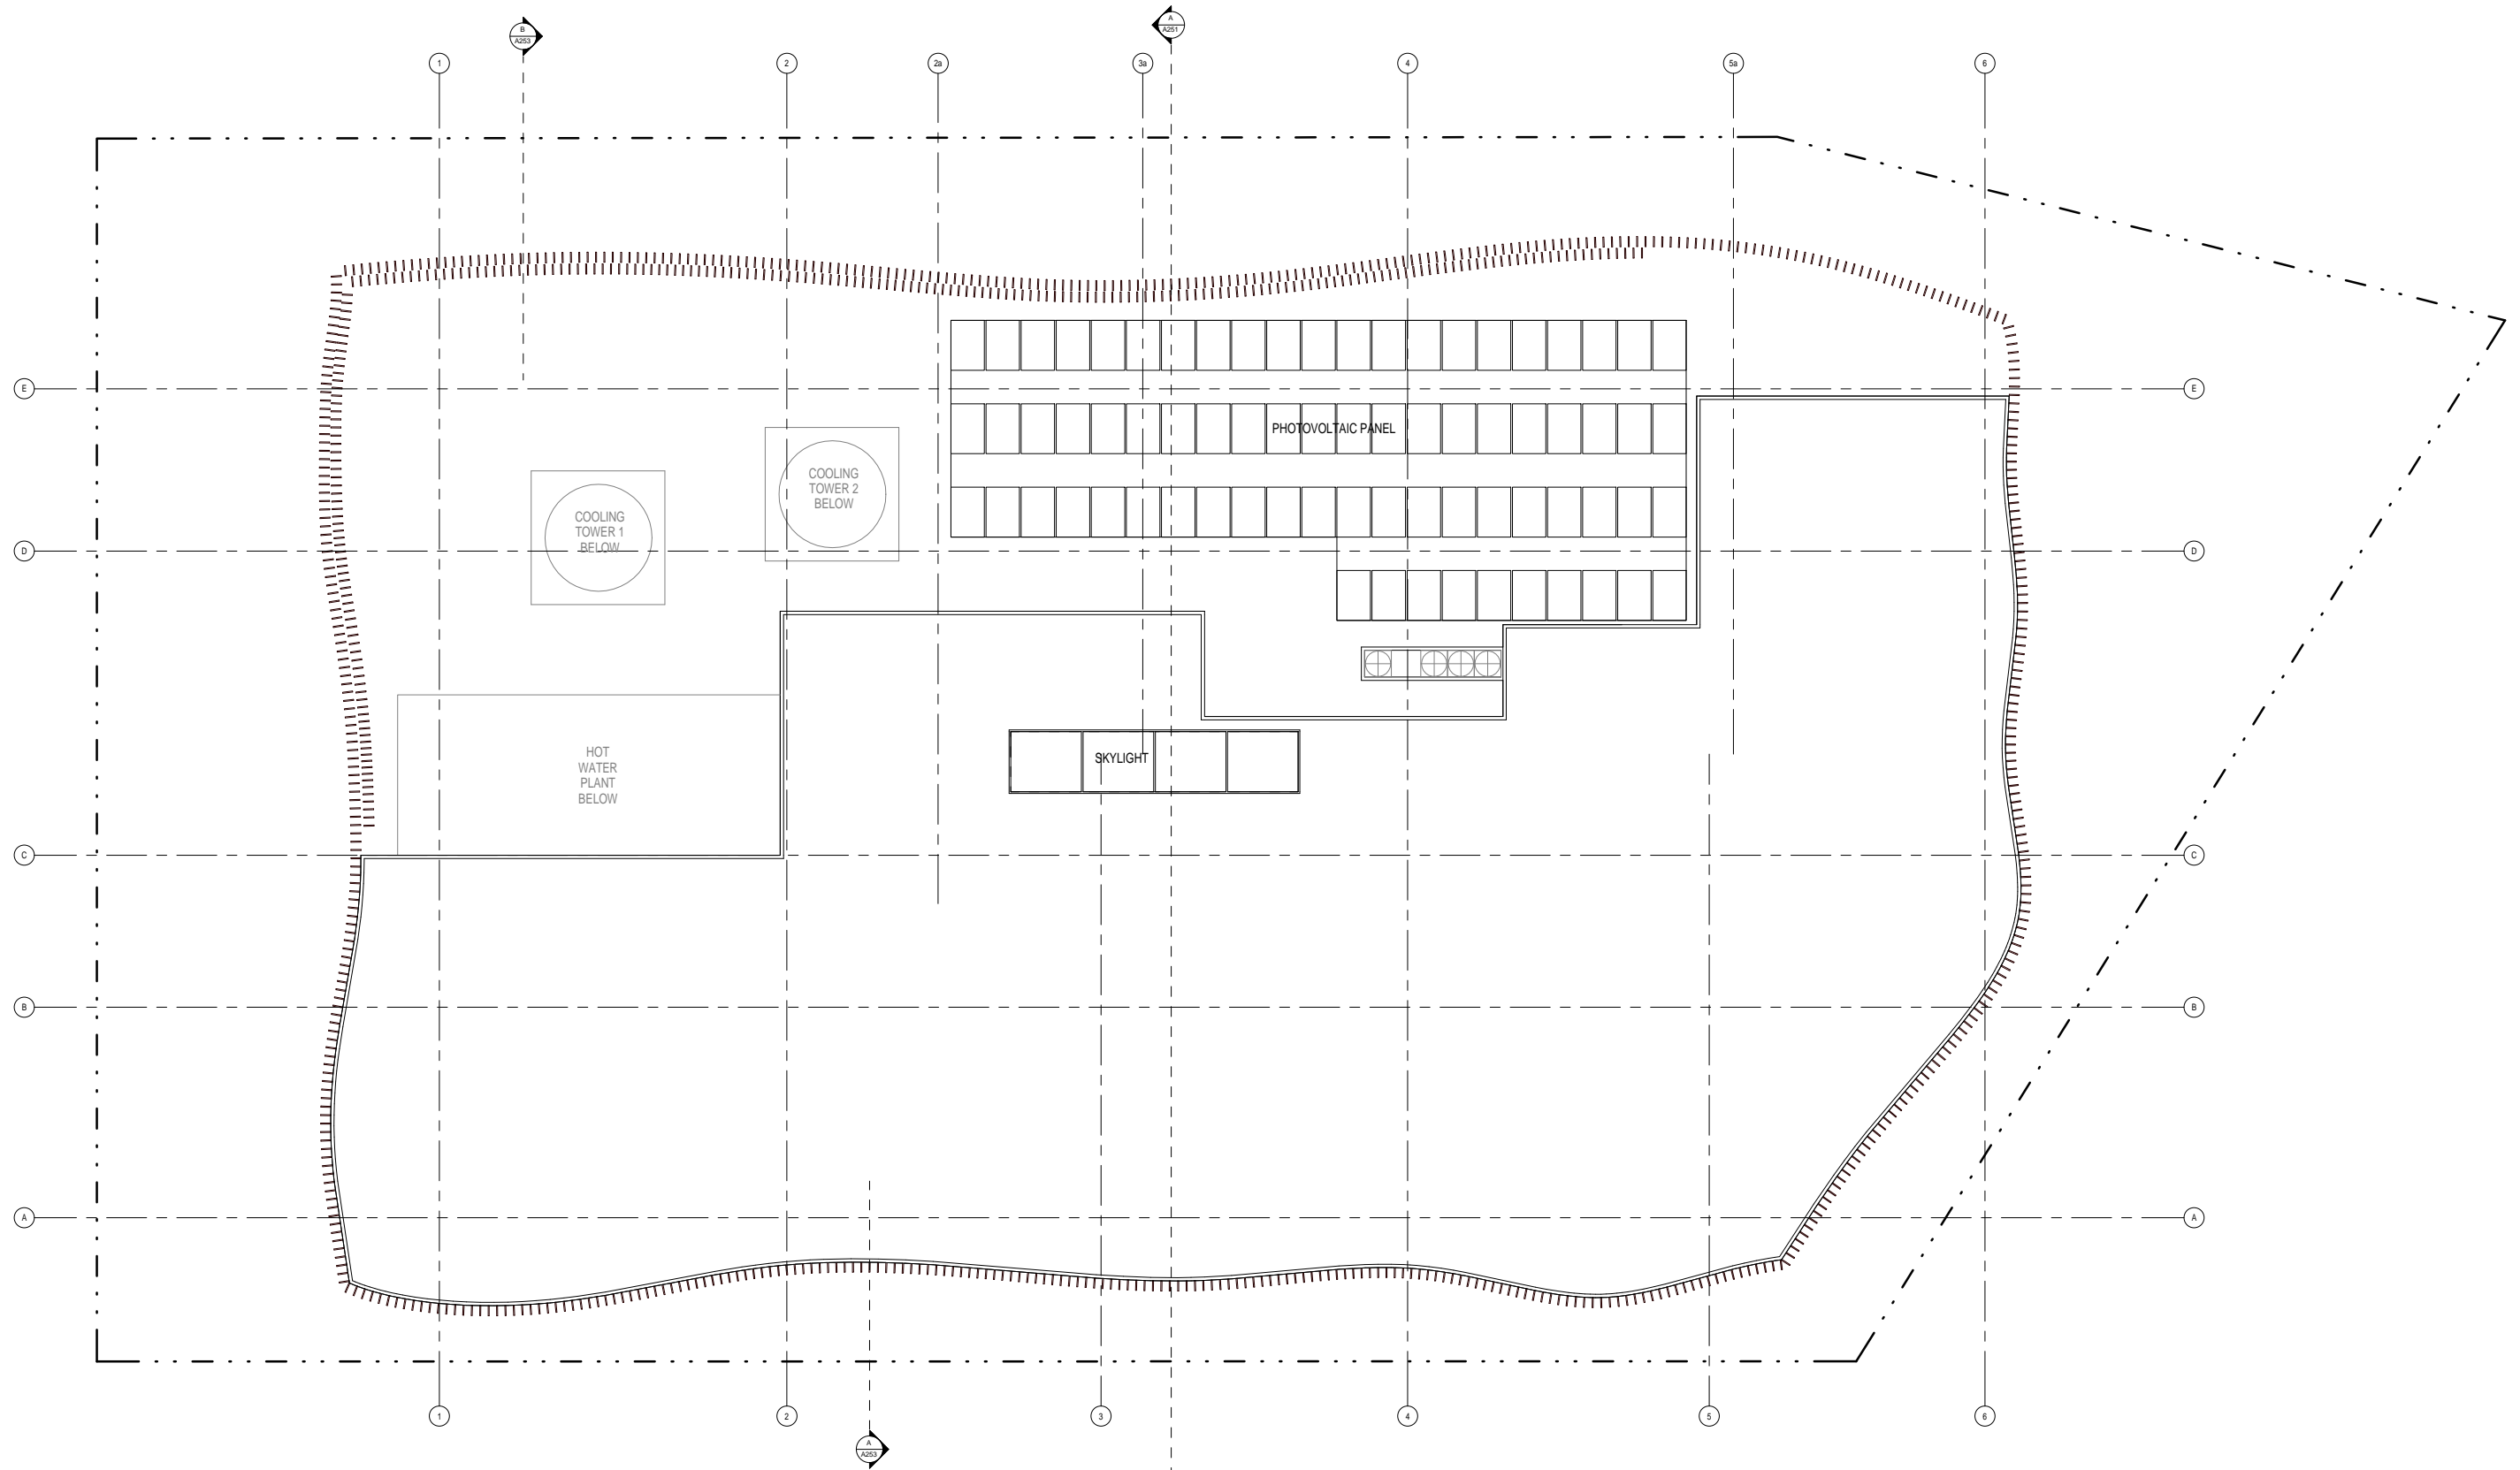 A
A251
B
A253
1
2
2a
3a
4
5a
6
E
E
PHOTOVOLTAIC PANEL
COOLING
TOWER 2
BELOW
COOLING
TOWER 1
BELOW
D
D
HOT
WATER
PLANT
BELOW
SKYLIGHT
C
C
B
B
A
A
1
2
3
4
5
6
A
A253